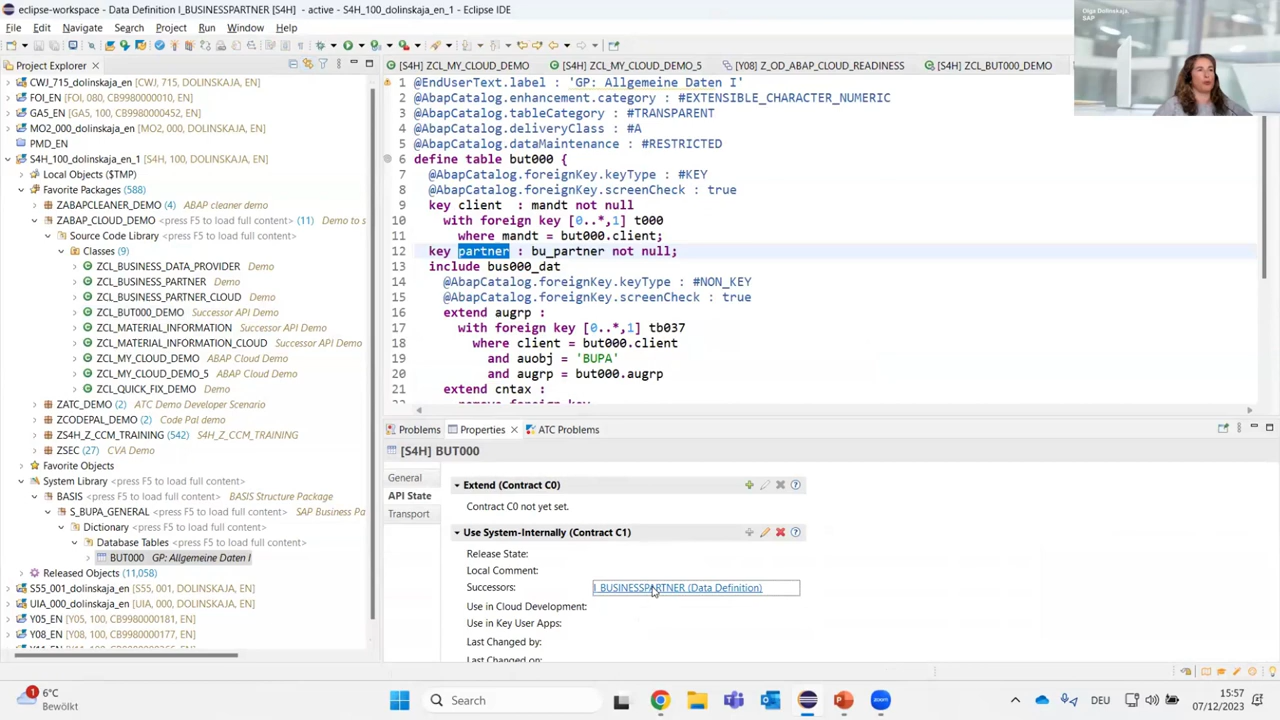 eclipse-workspace - Data Definition I_BUSINESSPARTNER [S4H] - active - S4H_100_dolinskaja_en_1 - Eclipse IDE
File Edit Navigate Search Project Run Window Help
Olga Dolinskaja,
SAP
Project Explorer
[S4H] ZCL_MY_CLOUD_DEMO
[S4H] ZCL_MY_CLOUD_DEMO_5
[Y08] Z_OD_ABAP_CLOUD_READINESS
[S4H] ZCL_BUT000_DEMO
CWJ_715_dolinskaja_en [CWJ, 715, DOLINSKAJA, EN]
FOI_EN [FOI, 080, CB9980000010, EN]
GA5_EN [GA5, 100, CB9980000452, EN]
MO2_000_dolinskaja_en [MO2, 000, DOLINSKAJA, EN]
PMD_EN
S4H_100_dolinskaja_en_1 [S4H, 100, DOLINSKAJA, EN]
Local Objects ($TMP)
Favorite Packages (588)
ZABAPCLEANER_DEMO (4) ABAP cleaner demo
ZABAP_CLOUD_DEMO <press F5 to load full content> (11) Demo to s
Source Code Library <press F5 to load full content>
Classes (9)
ZCL_BUSINESS_DATA_PROVIDER Demo
ZCL_BUSINESS_PARTNER Demo
ZCL_BUSINESS_PARTNER_CLOUD Demo
ZCL_BUT000_DEMO Successor API Demo
ZCL_MATERIAL_INFORMATION Successor API Demo
ZCL_MATERIAL_INFORMATION_CLOUD Successor API Dem
ZCL_MY_CLOUD_DEMO ABAP Cloud Demo
ZCL_MY_CLOUD_DEMO_5 ABAP Cloud Demo
ZCL_QUICK_FIX_DEMO Demo
ZATC_DEMO (2) ATC Demo Developer Scenario
ZCODEPAL_DEMO (2) Code Pal demo
ZS4H_Z_CCM_TRAINING (542) S4H_Z_CCM_TRAINING
ZSEC (27) CVA Demo
Favorite Objects
System Library <press F5 to load full content>
BASIS <press F5 to load full content> BASIS Structure Package
S_BUPA_GENERAL <press F5 to load full content> SAP Business Pa
Dictionary <press F5 to load full content>
Database Tables <press F5 to load full content>
BUT000 GP: Allgemeine Daten I
Released Objects (11,058)
S55_001_dolinskaja_en [S55, 001, DOLINSKAJA, EN]
UIA_000_dolinskaja_en [UIA, 000, DOLINSKAJA, EN]
Y05_EN [Y05, 100, CB9980000181, EN]
Y08_EN [Y08, 100, CB9980000177, EN]
1 @EndUserText.label : 'GP: Allgemeine Daten I'
2 @AbapCatalog.enhancement.category : #EXTENSIBLE_CHARACTER_NUMERIC
3 @AbapCatalog.tableCategory : #TRANSPARENT
4 @AbapCatalog.deliveryClass : #A
5 @AbapCatalog.dataMaintenance : #RESTRICTED
6 define table but000 {
7 @AbapCatalog.foreignKey.keyType : #KEY
8 @AbapCatalog.foreignKey.screenCheck : true
9 key client : mandt not null
10 with foreign key [0..*,1] t000
11 where mandt = but000.client;
12 key partner : bu_partner not null;
13 include bus000_dat
14 @AbapCatalog.foreignKey.keyType : #NON_KEY
15 @AbapCatalog.foreignKey.screenCheck : true
16 extend augrp :
17 with foreign key [0..*,1] tb037
18 where client = but000.client
19 and auobj = 'BUPA'
20 and augrp = but000.augrp
21 extend cntax :
Problems Properties ATC Problems
[S4H] BUT000
General
API State
Transport
Extend (Contract C0)
Contract C0 not yet set.
Use System-Internally (Contract C1)
Release State:
Local Comment:
Successors: I_BUSINESSPARTNER (Data Definition)
Use in Cloud Development:
Use in Key User Apps:
Last Changed by:
Last Changed on:
1
6°C
Bewölkt
Search
DEU
15:57
07/12/2023